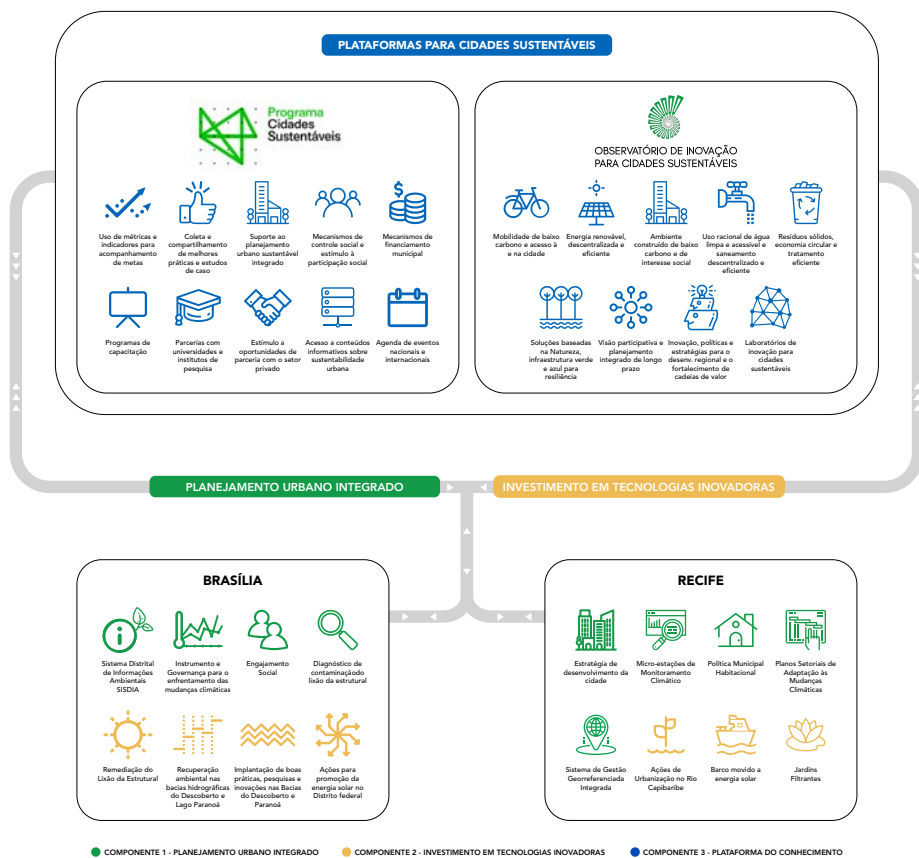 PLATAFORMAS PARA CIDADES SUSTENTÁVEIS
Programa
Cidades
Sustentáveis
Uso de métricas e
indicadores para
acompanhamento
de metas
Coleta e
compartilhamento
de melhores
práticas e estudos
de caso
Suporte ao
planejamento
urbano sustentável
integrado
Mecanismos de
controle social e
estímulo à
participação social
Mecanismos de
financiamento
municipal
Programas de
capacitação
Parcerias com
universidades e
institutos de
pesquisa
Estímulo a
oportunidades de
parceria com o setor
privado
Acesso a conteúdos
informativos sobre
sustentabilidade
urbana
Agenda de eventos
nacionais e
internacionais
OBSERVATÓRIO DE INOVAÇÃO
PARA CIDADES SUSTENTÁVEIS
Mobilidade de baixo
carbono e acesso à
e na cidade
Energia renovável,
descentralizada e
eficiente
Ambiente
construído de baixo
carbono e de
interesse social
Uso racional de água
limpa e acessível e
saneamento
descentralizado e
eficiente
Resíduos sólidos,
economia circular e
tratamento
eficiente
Soluções baseadas
na Natureza,
infraestrutura verde
e azul para
resiliência
Visão participativa e
planejamento
integrado de longo
prazo
Inovação, políticas e
estratégias para o
desenv. regional e o
fortalecimento de
cadeias de valor
Laboratórios de
inovação para
cidades
sustentáveis
PLANEJAMENTO URBANO INTEGRADO
INVESTIMENTO EM TECNOLOGIAS INOVADORAS
BRASÍLIA
Sistema Distrital
de Informações
Ambientais
SISDIA
Instrumento e
Governança para o
enfrentamento das
mudanças climáticas
Engajamento
Social
Diagnóstico de
contaminaçãodo
lixão da estrutural
Remediação do
Lixão da Estrutural
Recuperação
ambiental nas
bacias hidrográficas
do Descoberto e
Lago Paranoá
Implantação de boas
práticas, pesquisas e
inovações nas Bacias
do Descoberto e
Paranoá
Ações para
promoção da
energia solar no
Distrito federal
RECIFE
Estratégia de
desenvolvimento da
cidade
Micro-estações de
Monitoramento
Climático
Política Municipal
Habitacional
Planos Setoriais de
Adaptação às
Mudanças
Climáticas
Sistema de Gestão
Georreferenciada
Integrada
Ações de
Urbanização no Rio
Capibaribe
Barco movido a
energia solar
Jardins
Filtrantes
COMPONENTE 1 - PLANEJAMENTO URBANO INTEGRADO
COMPONENTE 2 - INVESTIMENTO EM TECNOLOGIAS INOVADORAS
COMPONENTE 3 - PLATAFORMA DO CONHECIMENTO